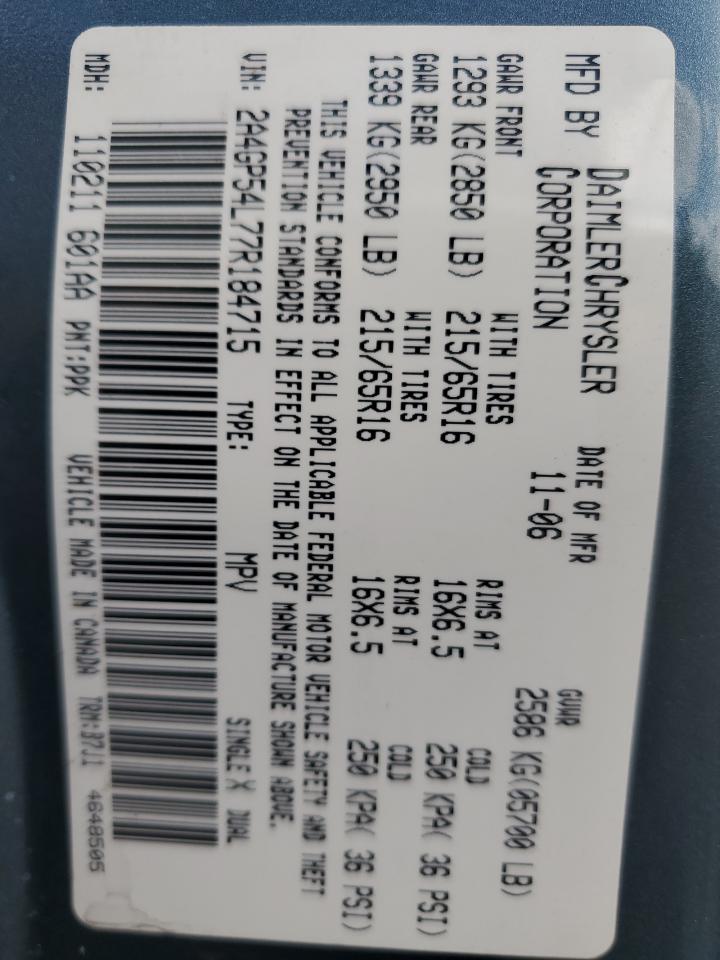 MFD BY DAIMLERCHRYSLER CORPORATION DATE OF MFR 11-06 GVWR 2586 KG(05700 LB)
GAWR FRONT WITH TIRES RIMS AT COLD
1293 KG(2850 LB) 215/65R16 16X6.5 250 KPA( 36 PSI)
GAWR REAR WITH TIRES RIMS AT COLD
1339 KG(2950 LB) 215/65R16 16X6.5 250 KPA( 36 PSI)
THIS VEHICLE CONFORMS TO ALL APPLICABLE FEDERAL MOTOR VEHICLE SAFETY AND THEFT
PREVENTION STANDARDS IN EFFECT ON THE DATE OF MANUFACTURE SHOWN ABOVE.
VIN: 2A4GP54L77R184715 TYPE: MPV SINGLE X DUAL
MDH: 110211 601AA PNT:PPK VEHICLE MADE IN CANADA TRM:B7J1 4648505